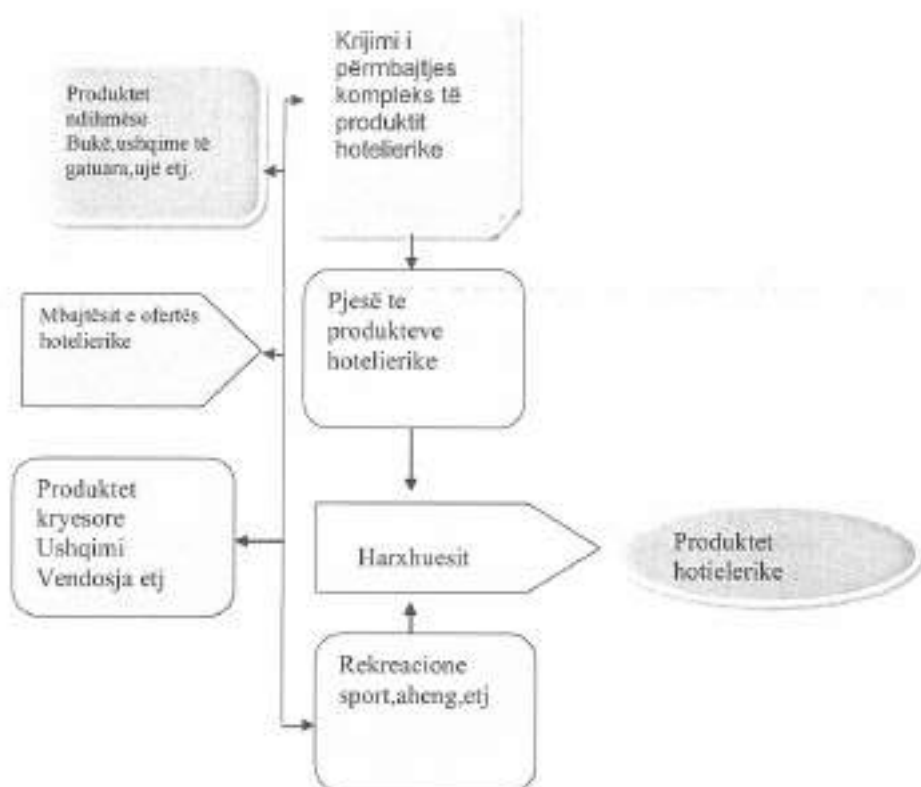 Krijimi i
përmbajtjes
kompleks të
produktit
hotelierike
Produktet
ndihmëse
Bukë,ushqime të
gatuara,ujë etj.
Pjesë te
produkteve
hotelierike
Mbajtësit e ofertës
hotelierike
Produktet
kryesore
Ushqimi
Vendosja etj
Harxhuesit
Produktet
hotielerike
Rekreacione
sport,aheng,etj